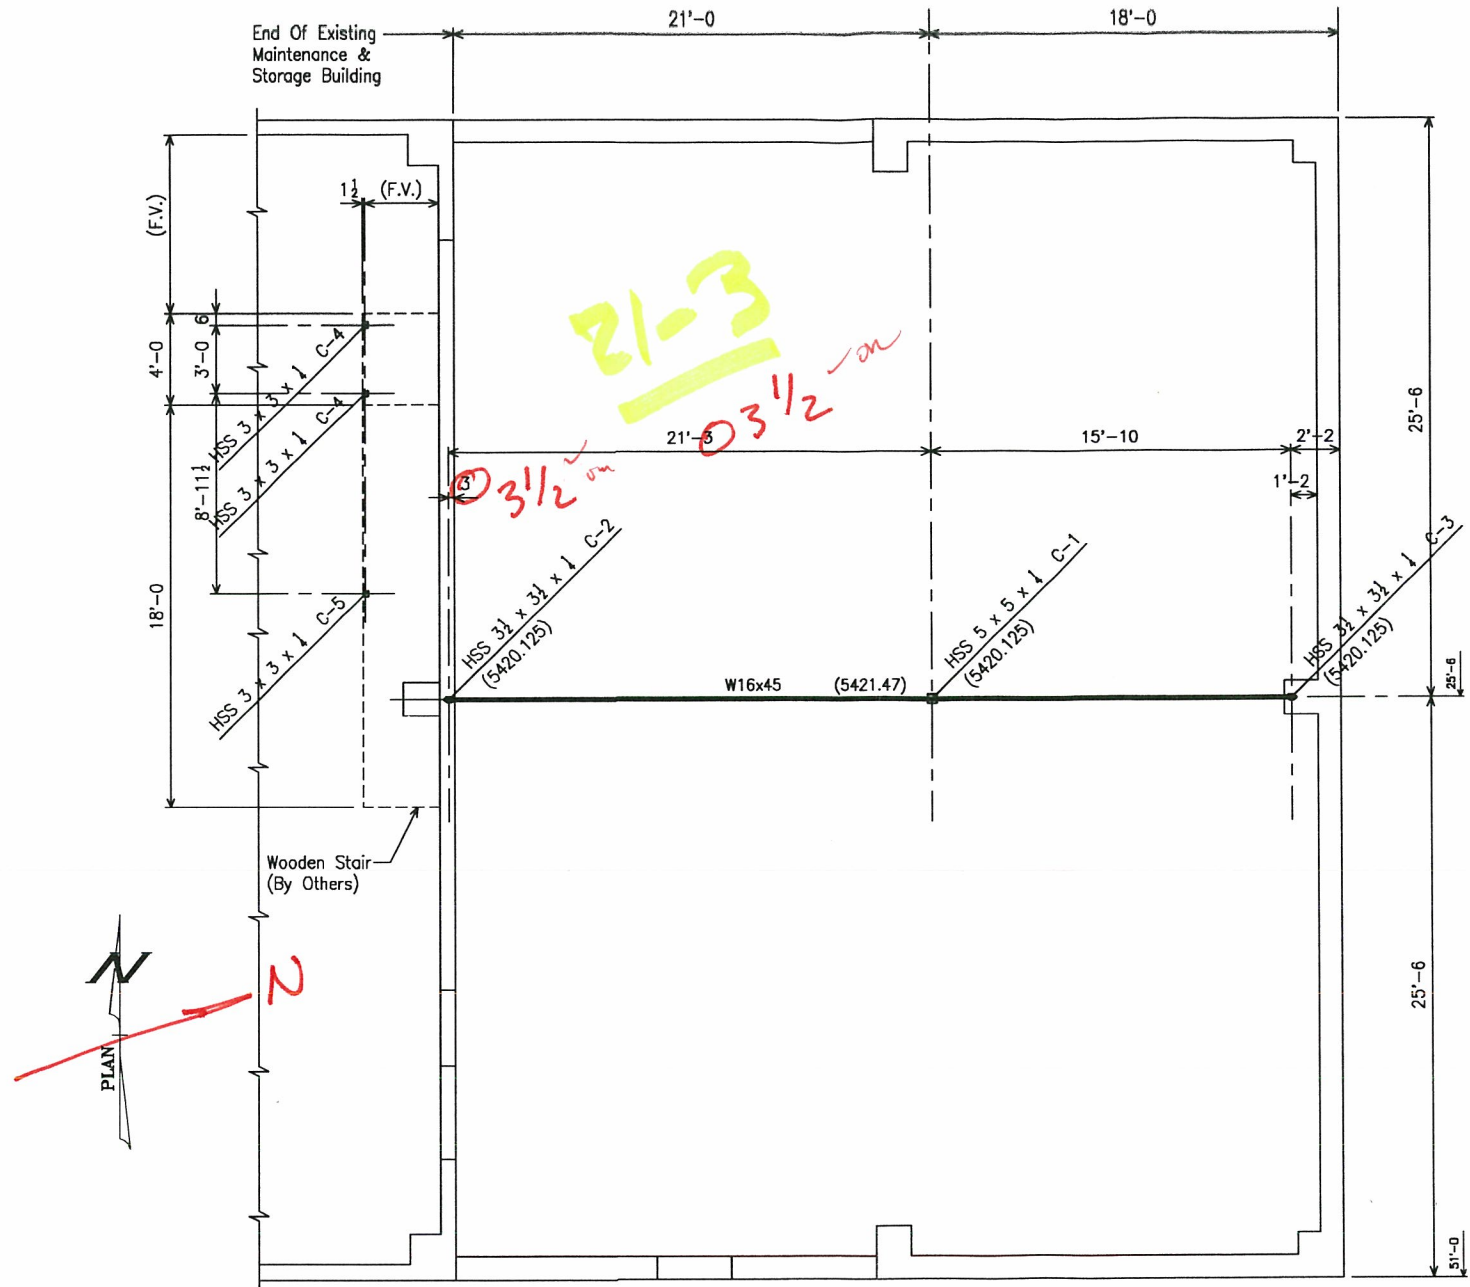 21'-0
18'-0
End Of Existing
Maintenance &
Storage Building
1½
(F.V.)
(F.V.)
6
4'-0
3'-0
8'-11½
18'-0
25'-6
21-3
03 1/2
21'-3
15'-10
2'-2
3
3 1/2
1'-2
HSS 3 x 3 x ¼ C-4
HSS 3 x 3 x ¼ C-4
HSS 3 x 3 x ¼ C-5
HSS 3½ x 3½ x ¼ C-2
(5420.125)
HSS 5 x 5 x ¼ C-1
(5420.125)
HSS 3½ x 3½ x ¼ C-3
(5420.125)
W16x45 (5421.47)
25'-6
Wooden Stair
(By Others)
N
N
PLAN
25'-6
51'-0